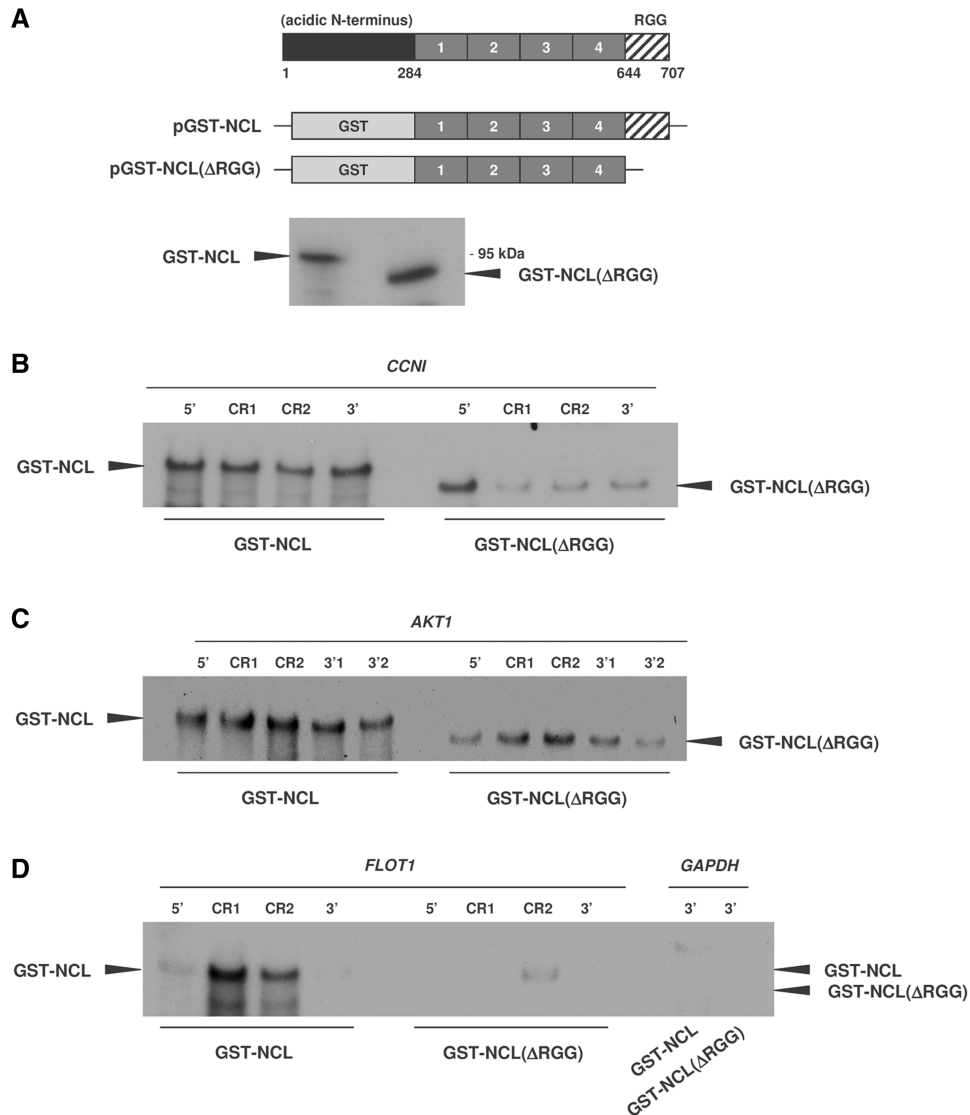 A
(acidic N-terminus) RGG
1 2 3 4
1 284 644 707
pGST-NCL GST 1 2 3 4
pGST-NCL(ΔRGG) GST 1 2 3 4
GST-NCL - 95 kDa
GST-NCL(ΔRGG)
B
CCNI
5’ CR1 CR2 3’ 5’ CR1 CR2 3’
GST-NCL
GST-NCL(ΔRGG)
GST-NCL GST-NCL(ΔRGG)
C
AKT1
5’ CR1 CR2 3’1 3’2 5’ CR1 CR2 3’1 3’2
GST-NCL
GST-NCL(ΔRGG)
GST-NCL GST-NCL(ΔRGG)
D
FLOT1 GAPDH
5’ CR1 CR2 3’ 5’ CR1 CR2 3’ 3’ 3’
GST-NCL GST-NCL
GST-NCL(ΔRGG)
GST-NCL GST-NCL(ΔRGG) GST-NCL
GST-NCL(ΔRGG)